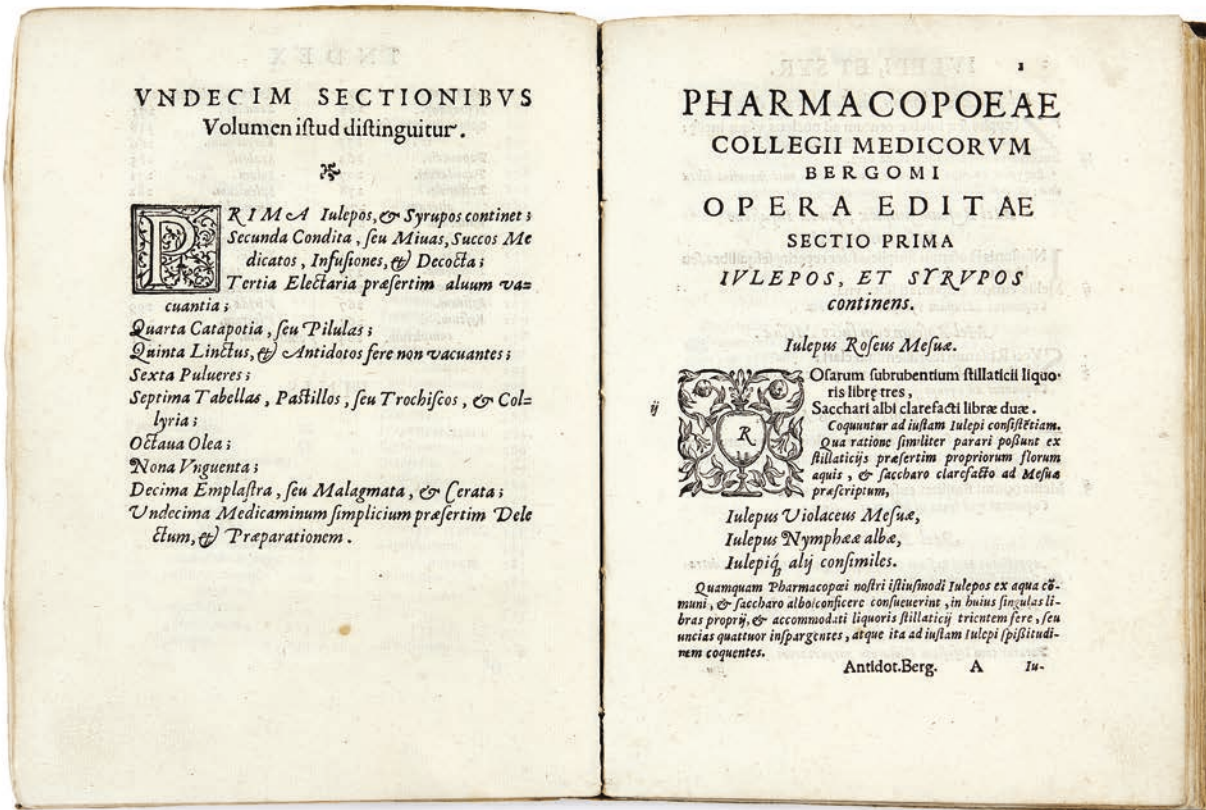 VNDECIM SECTIONIBVS
Volumen iſtud diſtinguitur.
PRIMA Iulepos, & Syrupos continet;
Secunda Condita, ſeu Miuas, Succos Me
dicatos, Infuſiones, & Decocta;
Tertia Electaria præſertim aluum va=
cuantia;
Quarta Catapotia, ſeu Pilulas;
Quinta Linctus, & Antidotos fere non vacuantes;
Sexta Pulueres;
Septima Tabellas, Paſtillos, ſeu Trochiſcos, & Col-
lyria;
Octaua Olea;
Nona Vnguenta;
Decima Emplaſtra, ſeu Malagmata, & Cerata;
Vndecima Medicaminum ſimplicium præſertim Dele
ctum, & Præparationem.
1
PHARMACOPOEAE
COLLEGII MEDICORVM
BERGOMI
OPERA EDITAE
SECTIO PRIMA
IVLEPOS, ET SYRVPOS
continens.
Iulepus Roſeus Meſuæ.
ROſarum ſubrubentium ſtillaticii liquo-
ris librę tres,
ij
Sacchari albi clarefacti libræ duæ.
Coquuntur ad iuſtam Iulepi conſiſtētiam.
Qua ratione ſimiliter parari poßunt ex
ſtillaticijs præſertim propriorum florum
aquis, & ſaccharo clarefacto ad Meſuæ
præſcriptum,
Iulepus Violaceus Meſuæ,
Iulepus Nymphææ albæ,
Iulepiq́ꝫ alij conſimiles.
Quamquam Pharmacopæi noſtri iſtiuſmodi Iulepos ex aqua cō-
muni, & ſaccharo albo conficere conſueuerint, in huius ſingulas li-
bras proprij, & accommodati liquoris ſtillaticij trientem fere, ſeu
uncias quattuor inſpargentes, atque ita ad iuſtam Iulepi ſpißitudi-
nem coquentes.
Antidot.Berg. A Iu-